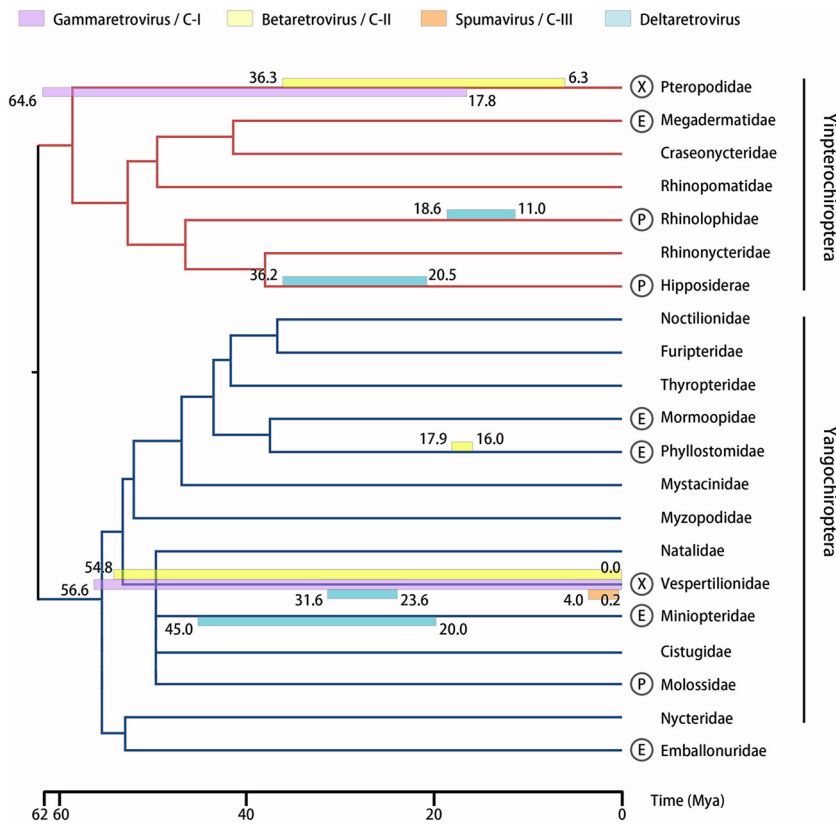 Gammaretrovirus / C-I Betaretrovirus / C-II Spumavirus / C-III Deltaretrovirus
36.3 6.3
X Pteropodidae
64.6 17.8
E Megadermatidae
Craseonycteridae
Rhinopomatidae
18.6 11.0
P Rhinolophidae
Rhinonycteridae
36.2 20.5
P Hipposiderae
Yinpterochiroptera
Noctilionidae
Furipteridae
Thyropteridae
E Mormoopidae
17.9 16.0
E Phyllostomidae
Mystacinidae
Myzopodidae
Natalidae
54.8 0.0
56.6 X Vespertilionidae
31.6 23.6 4.0 0.2
E Miniopteridae
45.0 20.0
Cistugidae
P Molossidae
Nycteridae
E Emballonuridae
Yangochiroptera
62 60 40 20 0 Time (Mya)